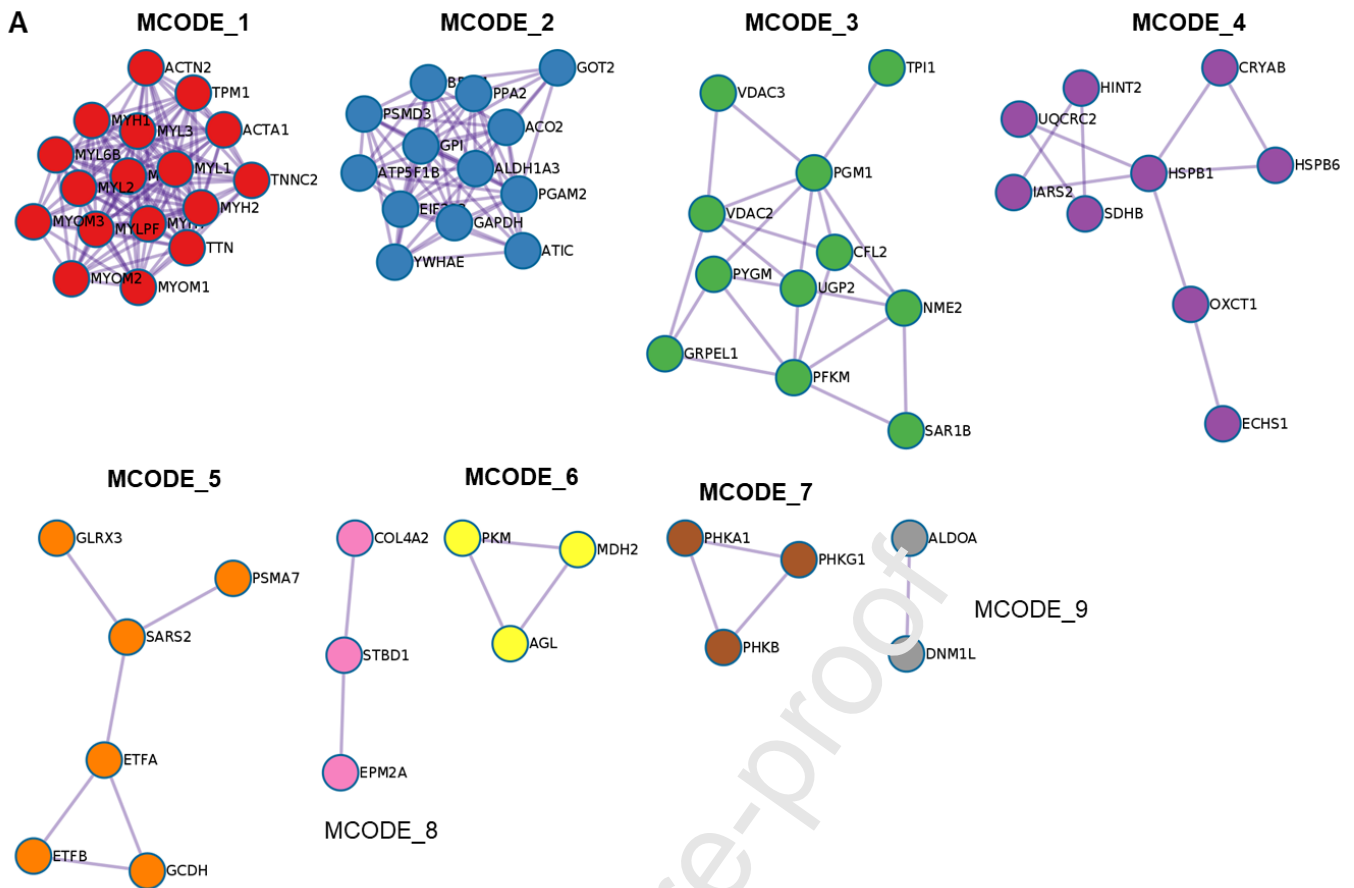 A
MCODE_1
MCODE_2
MCODE_3
MCODE_4
ACTN2
TPM1
MYH1
MYL3
ACTA1
MYL6B
MYL1
MYL2
TNNC2
MYH2
MYOM3
MYLPF
TTN
MYOM2
MYOM1
GOT2
PPA2
PSMD3
ACO2
GPI
ATP5F1B
ALDH1A3
PGAM2
GAPDH
YWHAE
ATIC
TPI1
VDAC3
PGM1
VDAC2
CFL2
PYGM
UGP2
NME2
GRPEL1
PFKM
SAR1B
CRYAB
HINT2
UQCRC2
HSPB1
HSPB6
IARS2
SDHB
OXCT1
ECHS1
MCODE_5
MCODE_6
MCODE_7
GLRX3
PSMA7
SARS2
ETFA
ETFB
GCDH
COL4A2
STBD1
EPM2A
MCODE_8
PKM
MDH2
AGL
PHKA1
PHKG1
PHKB
ALDOA
MCODE_9
DNM1L
re-proof